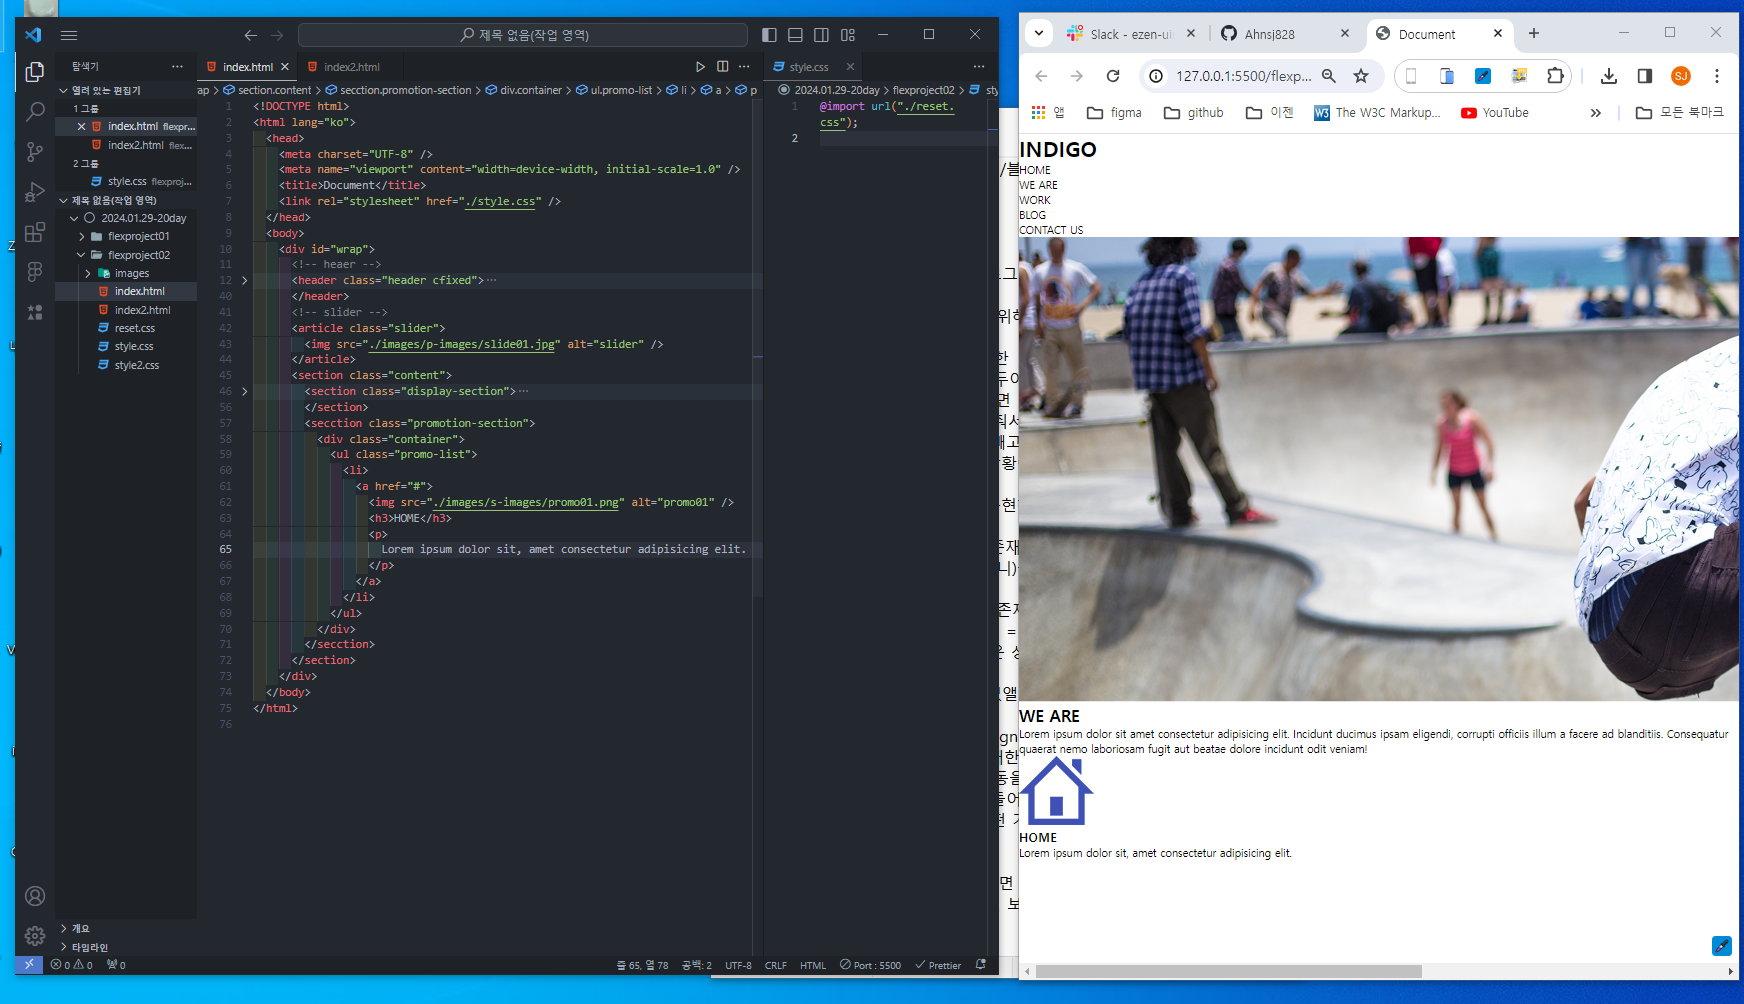 제목 없음(작업 영역)
탐색기
index.html
index2.html
style.css
열려 있는 편집기
1 그룹
index.html flexpr...
index2.html flex...
2 그룹
style.css flexproj...
제목 없음(작업 영역)
2024.01.29-20day
flexproject01
flexproject02
images
index.html
index2.html
reset.css
style.css
style2.css
개요
타임라인
ap > section.content > secction.promotion-section > div.container > ul.promo-list > li > a > p
1 <!DOCTYPE html>
2 <html lang="ko">
3 <head>
4 <meta charset="UTF-8" />
5 <meta name="viewport" content="width=device-width, initial-scale=1.0" />
6 <title>Document</title>
7 <link rel="stylesheet" href="./style.css" />
8 </head>
9 <body>
10 <div id="wrap">
11 <!-- heaer -->
12 <header class="header cfixed">···
40 </header>
41 <!-- slider -->
42 <article class="slider">
43 <img src="./images/p-images/slide01.jpg" alt="slider" />
44 </article>
45 <section class="content">
46 <section class="display-section">···
56 </section>
57 <secction class="promotion-section">
58 <div class="container">
59 <ul class="promo-list">
60 <li>
61 <a href="#">
62 <img src="./images/s-images/promo01.png" alt="promo01" />
63 <h3>HOME</h3>
64 <p>
65 Lorem ipsum dolor sit, amet consectetur adipisicing elit.
66 </p>
67 </a>
68 </li>
69 </ul>
70 </div>
71 </secction>
72 </section>
73 </div>
74 </body>
75 </html>
76
2024.01.29-20day > flexproject02 > sty
1 @import url("./reset.
css");
2
0 0 0
줄 65, 열 78 공백: 2 UTF-8 CRLF HTML Port : 5500 Prettier
Slack - ezen-ui
Ahnsj828
Document
127.0.0.1:5500/flexp...
SJ
앱 figma github 이젠 The W3C Markup... YouTube » 모든 북마크
INDIGO
HOME
WE ARE
WORK
BLOG
CONTACT US
WE ARE
Lorem ipsum dolor sit amet consectetur adipisicing elit. Incidunt ducimus ipsam eligendi, corrupti officiis illum a facere ad blanditiis. Consequatur
quaerat nemo laboriosam fugit aut beatae dolore incidunt odit veniam!
HOME
Lorem ipsum dolor sit, amet consectetur adipisicing elit.